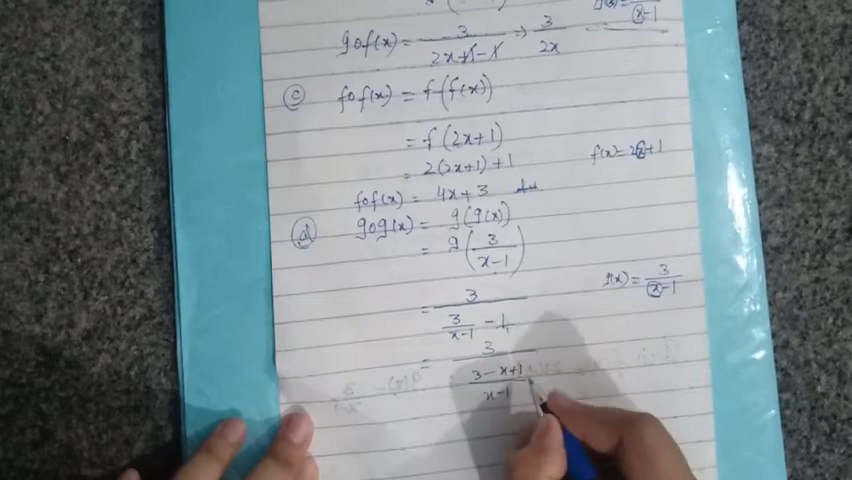 gof(x) = 3 / 2x+1-1 ⇒ 3 / 2x
x-1
(c) fof(x) = f(f(x))
= f(2x+1)
= 2(2x+1)+1
f(x) = 2x+1
fof(x) = 4x+3 Ans
(d) gog(x) = g(g(x))
= g(3 / x-1)
g(x) = 3 / x-1
= 3 / (3 / x-1 - 1)
= 3 / (3-x+1 / x-1)